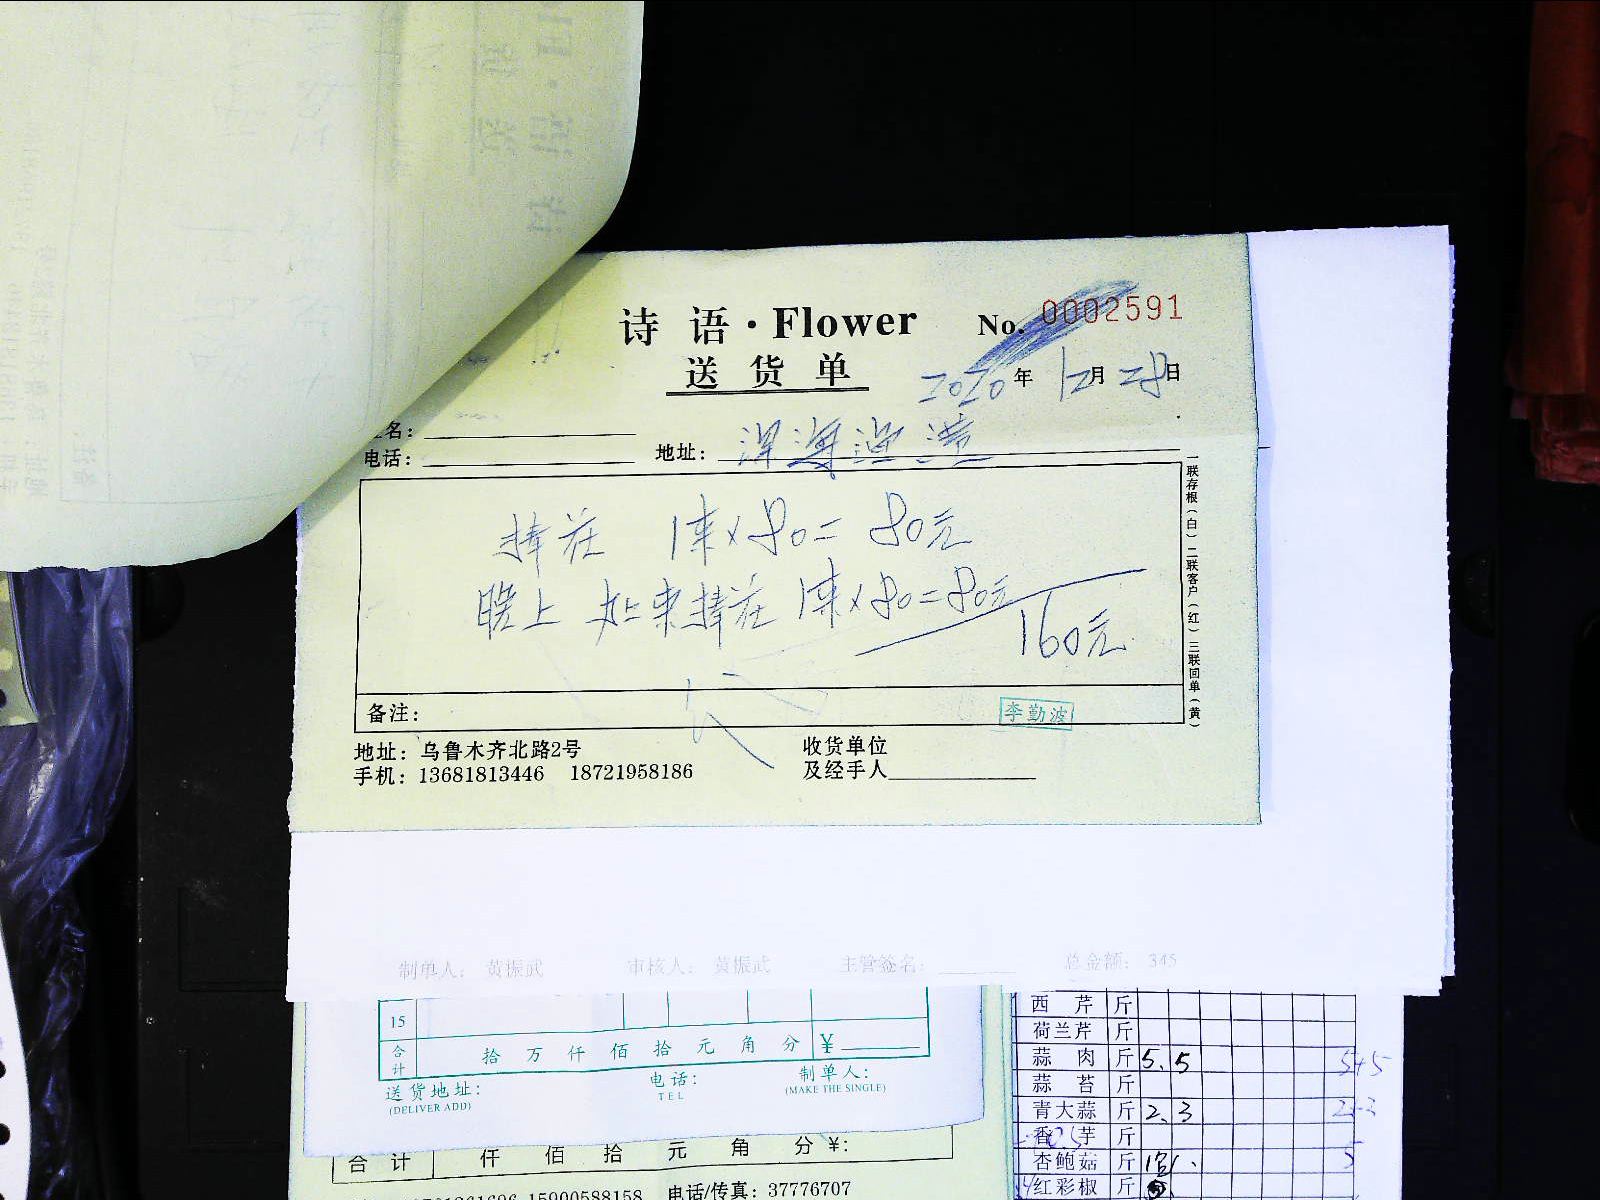 诗 语·Flower No. 0002591
送 货 单
2020年 12月 28日
名：
电话： 地址：
捧花 1束×80=80元
晚上 束捧花 1束×80=80元
160元
备注： 李勤波
一联存根（白）二联客户（红）三联回单（黄）
地址：乌鲁木齐北路2号 收货单位
手机：13681813446 18721958186 及经手人
制单人： 黄振武 审核人： 黄振武 主管签名： 总金额： 345
15
合计 拾 万 仟 佰 拾 元 角 分 ¥
送货地址： 电话： 制单人：
(DELIVER ADD) TEL (MAKE THE SINGLE)
合 计 仟 佰 拾 元 角 分 ¥：
15900588158 电话/传真：37776707
西 芹 斤
荷兰芹 斤
蒜 肉 斤 5.5 5+5
蒜 苔 斤
青大蒜 斤 2.3
香 芋 斤
杏鲍菇 斤 5
红彩椒 斤